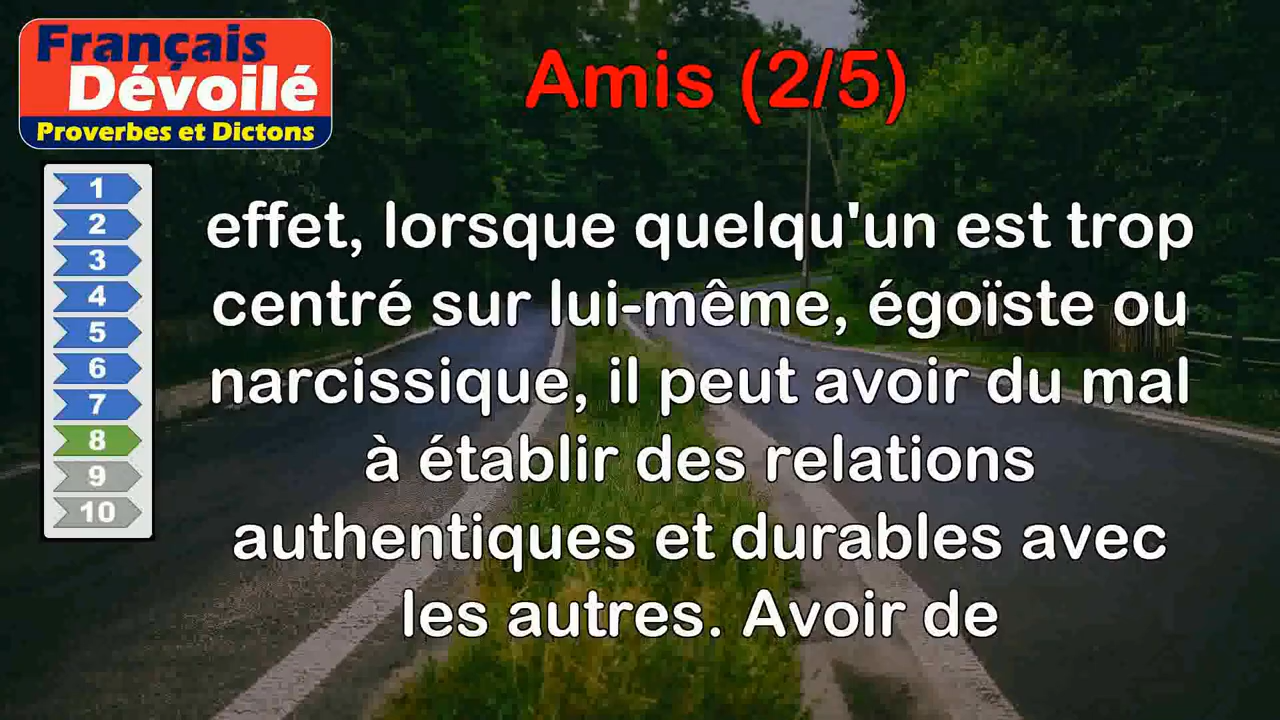 Français
Dévoilé
Proverbes et Dictons
Amis (2/5)
1
2
3
4
5
6
7
8
9
10
effet, lorsque quelqu'un est trop
centré sur lui-même, égoïste ou
narcissique, il peut avoir du mal
à établir des relations
authentiques et durables avec
les autres. Avoir de